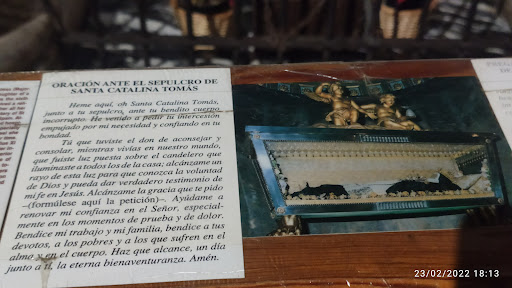 ORACIÓN ANTE EL SEPULCRO DE
SANTA CATALINA TOMÁS
Heme aquí, oh Santa Catalina Tomás,
junto a tu sepulcro, ante tu bendito cuerpo
incorrupto. He venido a pedir tu intercesión
empujado por mi necesidad y confiando en tu
bondad.
Tú que tuviste el don de aconsejar y
consolar, mientras vivías en nuestro mundo,
que fuiste luz puesta sobre el candelero que
iluminaste a todos los de la casa; alcánzame un
rayo de esta luz para que conozca la voluntad
de Dios y pueda dar verdadero testimonio de
mi fe en Jesús. Alcánzame la gracia que te pido
–(formúlese aquí la petición)–. Ayúdame a
renovar mi confianza en el Señor, especial-
mente en los momentos de prueba y de dolor.
Bendice mi trabajo y mi familia, bendice a tus
devotos, a los pobres y a los que sufren en el
alma y en el cuerpo. Haz que alcance, un día
junto a ti, la eterna bienaventuranza. Amén.
23/02/2022 18:13